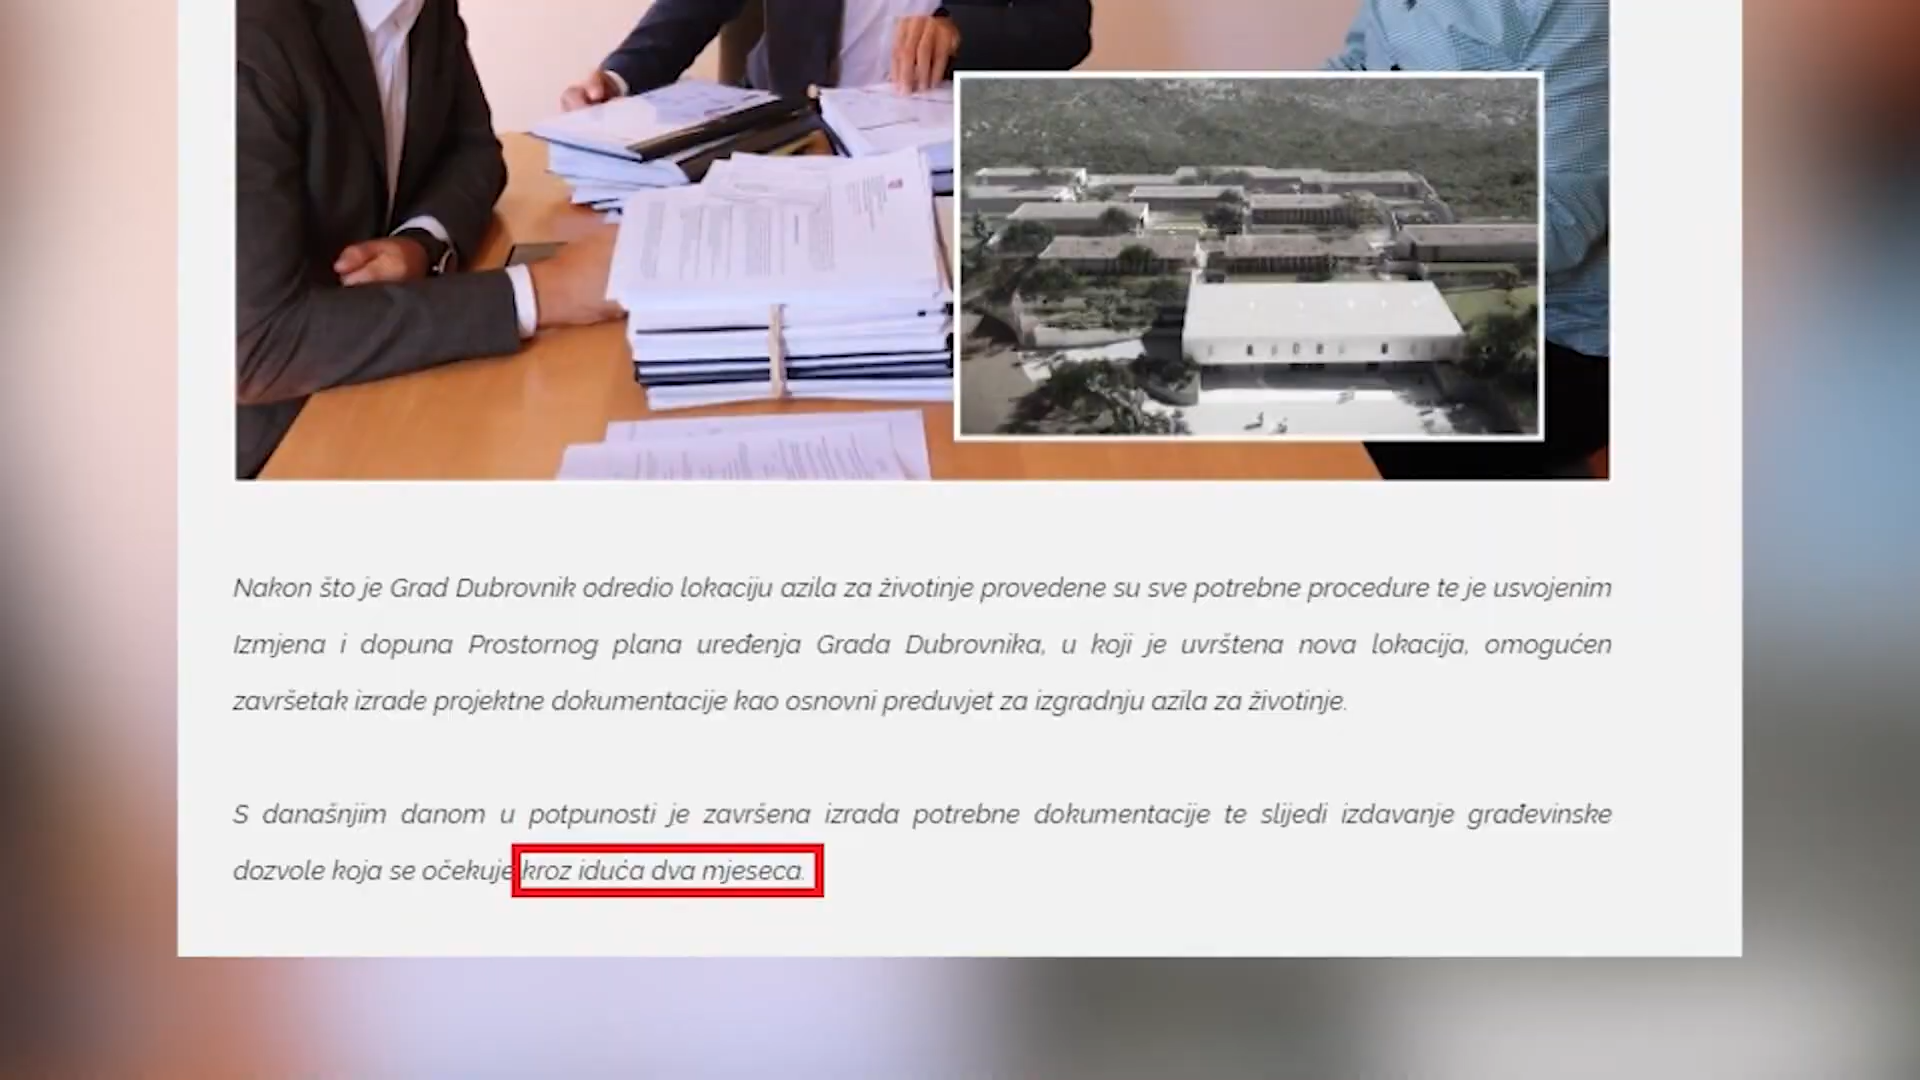 Nakon što je Grad Dubrovnik odredio lokaciju azila za životinje provedene su sve potrebne procedure te je usvojenim
Izmjena i dopuna Prostornog plana uređenja Grada Dubrovnika, u koji je uvrštena nova lokacija, omogućen
završetak izrade projektne dokumentacije kao osnovni preduvjet za izgradnju azila za životinje.
S današnjim danom u potpunosti je završena izrada potrebne dokumentacije te slijedi izdavanje građevinske
dozvole koja se očekuje kroz iduća dva mjeseca.